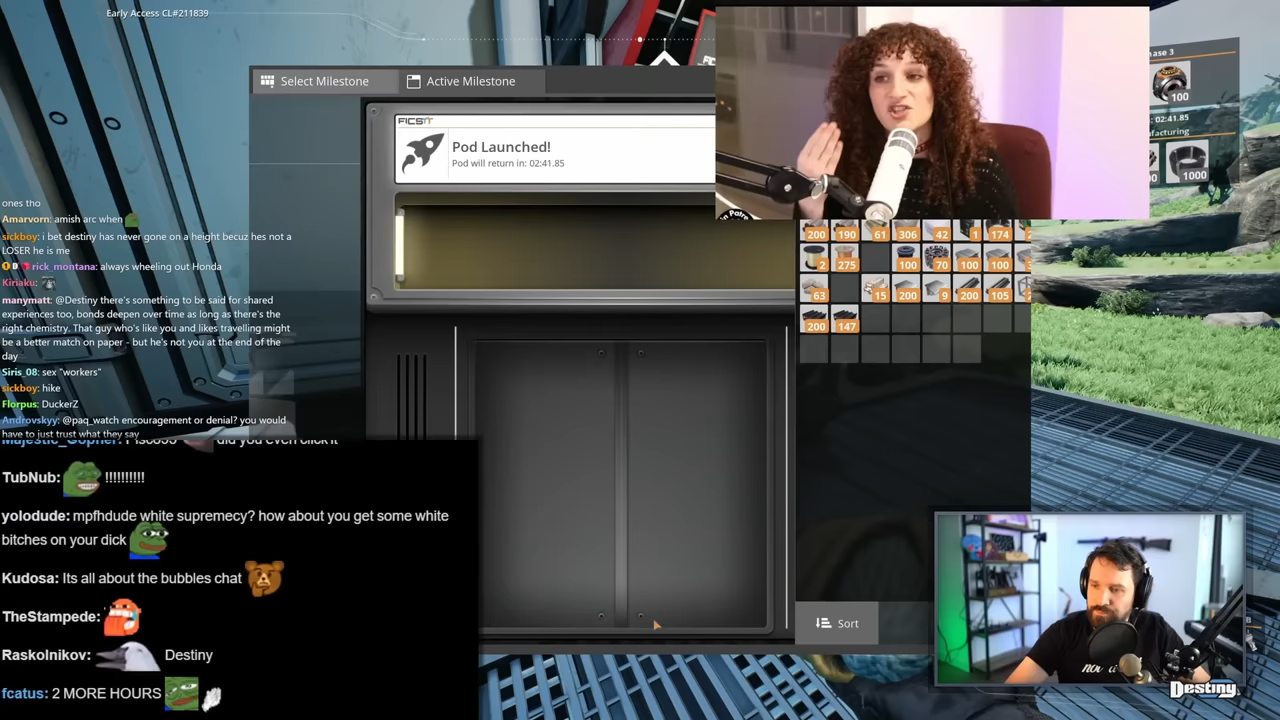 Early Access CL#211839
Select Milestone
Active Milestone
FICSIT
Pod Launched!
Pod will return in: 02:41.85
100
02:41.85
1000
200 190 61 306 42 1 174
2 275 100 70 100 100
63 15 200 9 200 105
200 147
Sort
ones tho
Amarvorn: amish arc when
sickboy: i bet destiny has never gone on a height becuz hes not a
LOSER he is me
rick_montana: always wheeling out Honda
Kiriaku:
manymatt: @Destiny there's something to be said for shared
experiences too, bonds deepen over time as long as there's the
right chemistry. That guy who's like you and likes travelling might
be a better match on paper - but he's not you at the end of the
day
Siris_08: sex "workers"
sickboy: hike
Florpus: DuckerZ
Androvskyy: @paq_watch encouragement or denial? you would
have to just trust what they say
did you even click it
TubNub: !!!!!!!!!!
yolodude: mpfhdude white supremecy? how about you get some white
bitches on your dick
Kudosa: Its all about the bubbles chat
TheStampede:
Raskolnikov: Destiny
fcatus: 2 MORE HOURS
Destiny